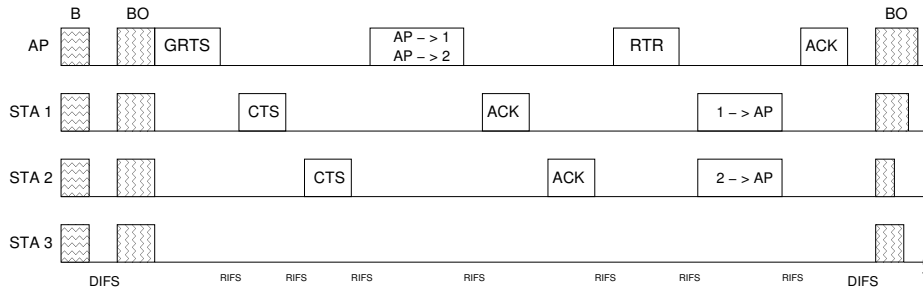 B BO BO
AP GRTS AP – > 1 RTR ACK
AP – > 2
STA 1 CTS ACK 1 – > AP
STA 2 CTS ACK 2 – > AP
STA 3
DIFS RIFS RIFS RIFS RIFS RIFS RIFS RIFS DIFS